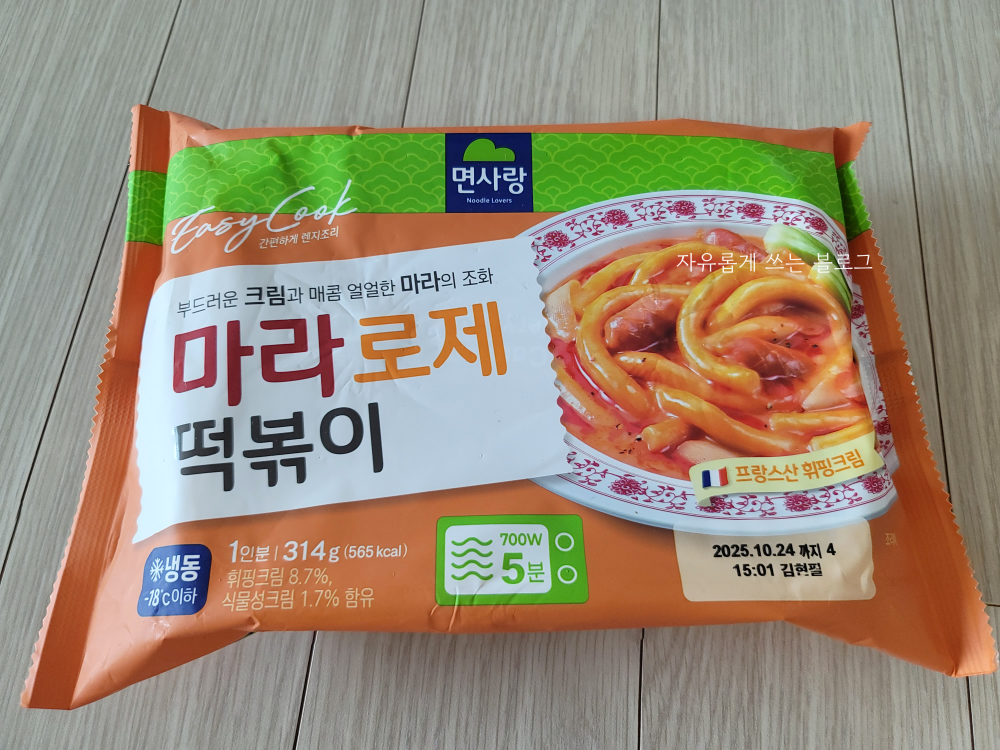 면사랑
Noodle Lovers
Easy Cook
간편하게 렌지조리
자유롭게 쓰는 블로그
부드러운 크림과 매콤 얼얼한 마라의 조화
마라로제
떡볶이
프랑스산 휘핑크림
냉동
-18℃이하
1인분 | 314g (565 kcal)
휘핑크림 8.7%,
식물성크림 1.7% 함유
700W
5분
2025.10.24 까지 4
15:01 김현필